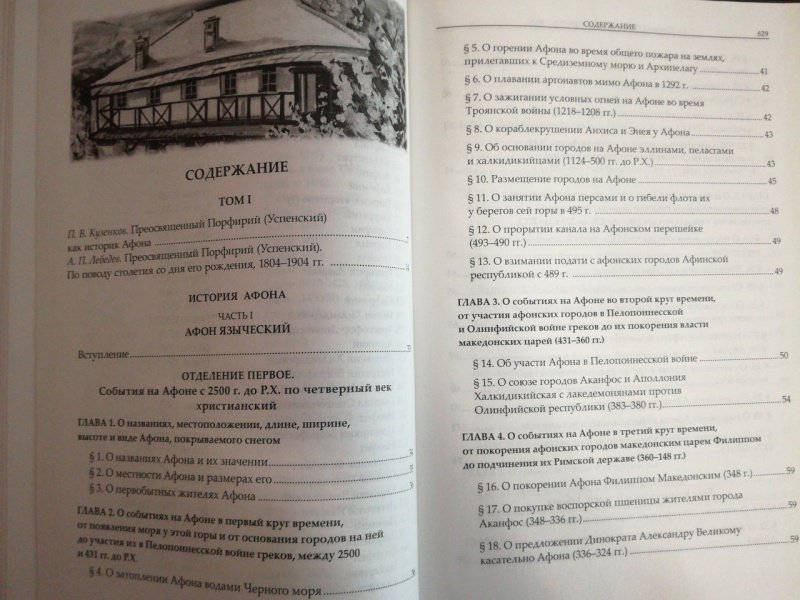 СОДЕРЖАНИЕ
ТОМ I
П. В. Кузенков. Преосвященный Порфирий (Успенский)
как историк Афона
А. П. Лебедев. Преосвященный Порфирий (Успенский).
По поводу столетия со дня его рождения, 1804–1904 гг.
ИСТОРИЯ АФОНА
ЧАСТЬ I
АФОН ЯЗЫЧЕСКИЙ
Вступление
ОТДЕЛЕНИЕ ПЕРВОЕ.
События на Афоне с 2500 г. до Р.Х. по четверный век
христианский
ГЛАВА 1. О названиях, местоположении, длине, ширине,
высоте и виде Афона, покрываемого снегом
§ 1. О названиях Афона и их значении
§ 2. О местности Афона и размерах его
§ 3. О первобытных жителях Афона
ГЛАВА 2. О событиях на Афоне в первый круг времени,
от появления моря у этой горы и от основания городов на ней
до участия их в Пелопоннесской войне греков, между 2500
и 431 гг. до Р.Х.
§ 4. О затоплении Афона водами Черного моря
СОДЕРЖАНИЕ 629
§ 5. О горении Афона во время общего пожара на землях,
прилегавших к Средиземному морю и Архипелагу 41
§ 6. О плавании аргонавтов мимо Афона в 1292 г. 42
§ 7. О зажигании условных огней на Афоне во время
Троянской войны (1218–1208 гг.) 42
§ 8. О кораблекрушении Анхиса и Энея у Афона 43
§ 9. Об основании городов на Афоне эллинами, пеластами
и халкидикийцами (1124–500 гг. до Р.Х.) 43
§ 10. Размещение городов на Афоне 45
§ 11. О занятии Афона персами и о гибели флота их
у берегов сей горы в 495 г. 48
§ 12. О прорытии канала на Афонском перешейке
(493–490 гг.) 49
§ 13. О взимании подати с афонских городов Афинской
республикой с 489 г. 49
ГЛАВА 3. О событиях на Афоне во второй круг времени,
от участия афонских городов в Пелопоннесской
и Олинфийской войне греков до их покорения власти
македонских царей (431–360 гг.)
§ 14. Об участи Афона в Пелопоннесской войне 50
§ 15. О союзе городов Аканфос и Аполлония
Халкидикийская с лакедемонянами против
Олинфийской республики (383–380 гг.) 54
ГЛАВА 4. О событиях на Афоне в третий круг времени,
от покорения афонских городов македонским царем Филиппом
до подчинения их Римской державе (360–148 гг.)
§ 16. О покорении Афона Филиппом Македонским (348 г.) 59
§ 17. О покупке воспорской пшеницы жителями города
Аканфос (348–336 гг.) 59
§ 18. О предложении Динократа Александру Великому
касательно Афона (336–324 гг.) 59